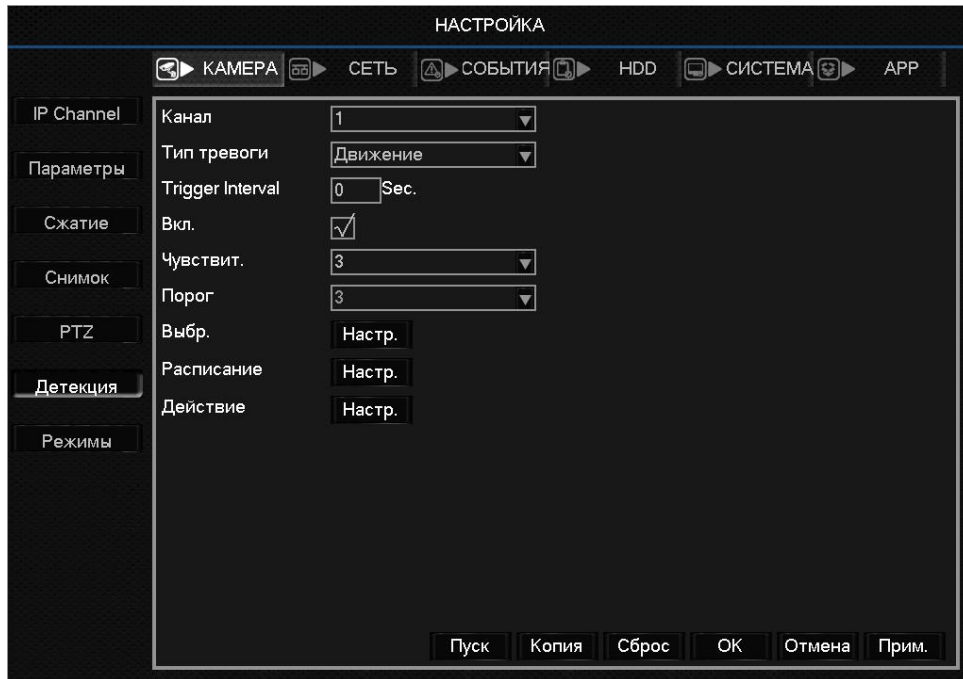 НАСТРОЙКА
КАМЕРА СЕТЬ СОБЫТИЯ HDD СИСТЕМА APP
IP Channel
Параметры
Сжатие
Снимок
PTZ
Детекция
Режимы
Канал 1
Тип тревоги Движение
Trigger Interval 0 Sec.
Вкл.
Чувствит. 3
Порог 3
Выбр. Настр.
Расписание Настр.
Действие Настр.
Пуск Копия Сброс OK Отмена Прим.